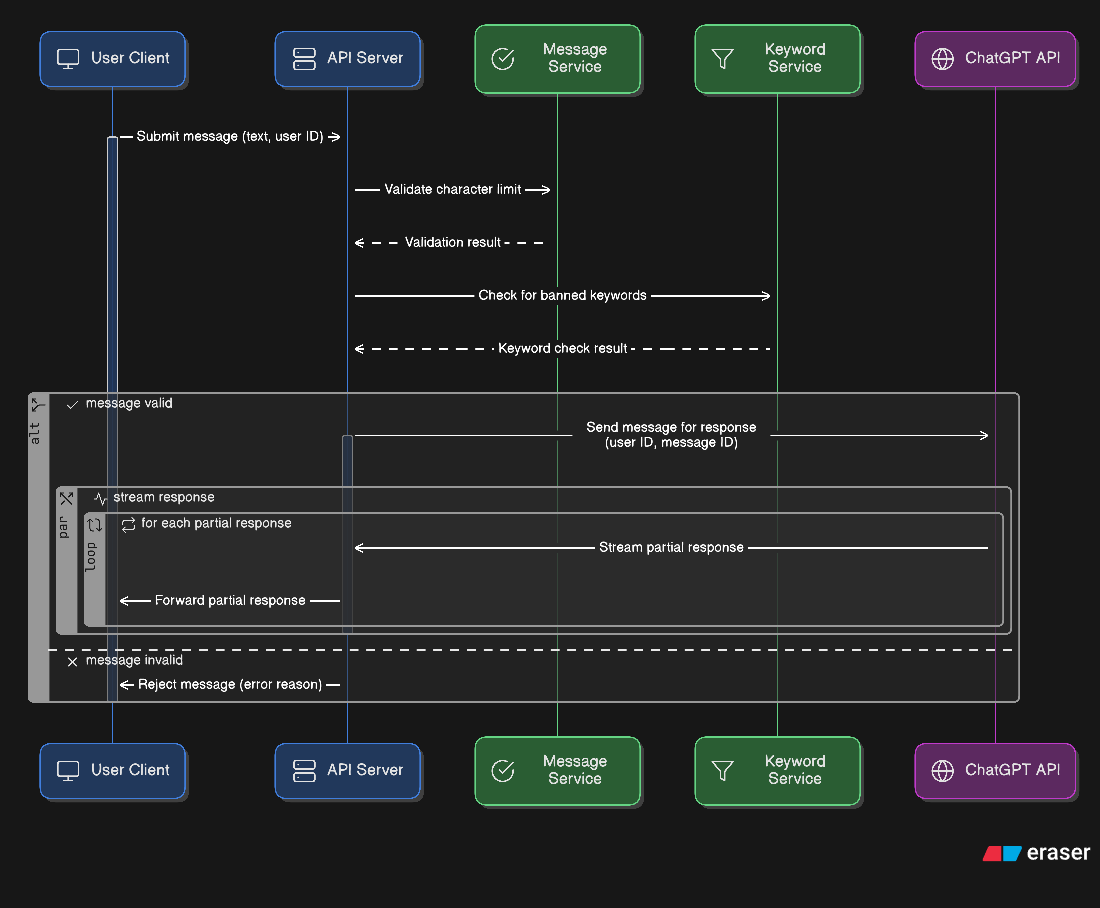 User Client
API Server
Message
Service
Keyword
Service
ChatGPT API
Submit message (text, user ID)
Validate character limit
Validation result
Check for banned keywords
Keyword check result
alt
message valid
Send message for response
(user ID, message ID)
par
stream response
loop
for each partial response
Stream partial response
Forward partial response
message invalid
Reject message (error reason)
User Client
API Server
Message
Service
Keyword
Service
ChatGPT API
eraser